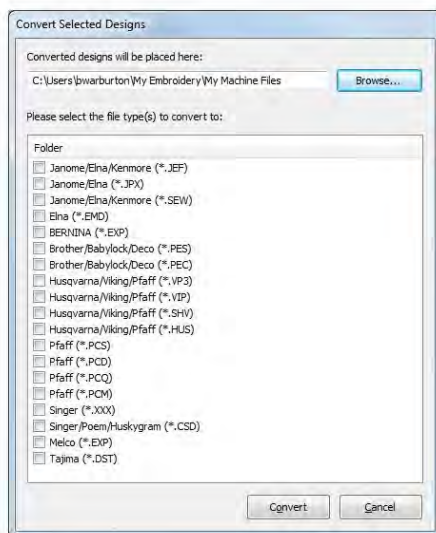 Convert Selected Designs
Converted designs will be placed here:
C:\Users\bwarburton\My Embroidery\My Machine Files
Browse...
Please select the file type(s) to convert to:
Folder
Janome/Elna/Kenmore (*.JEF)
Janome/Elna (*.JPX)
Janome/Elna/Kenmore (*.SEW)
Elna (*.EMD)
BERNINA (*.EXP)
Brother/Babylock/Deco (*.PES)
Brother/Babylock/Deco (*.PEC)
Husqvarna/Viking/Pfaff (*.VP3)
Husqvarna/Viking/Pfaff (*.VIP)
Husqvarna/Viking/Pfaff (*.SHV)
Husqvarna/Viking/Pfaff (*.HUS)
Pfaff (*.PCS)
Pfaff (*.PCD)
Pfaff (*.PCQ)
Pfaff (*.PCM)
Singer (*.XXX)
Singer/Poem/Huskygram (*.CSD)
Melco (*.EXP)
Tajima (*.DST)
Convert
Cancel